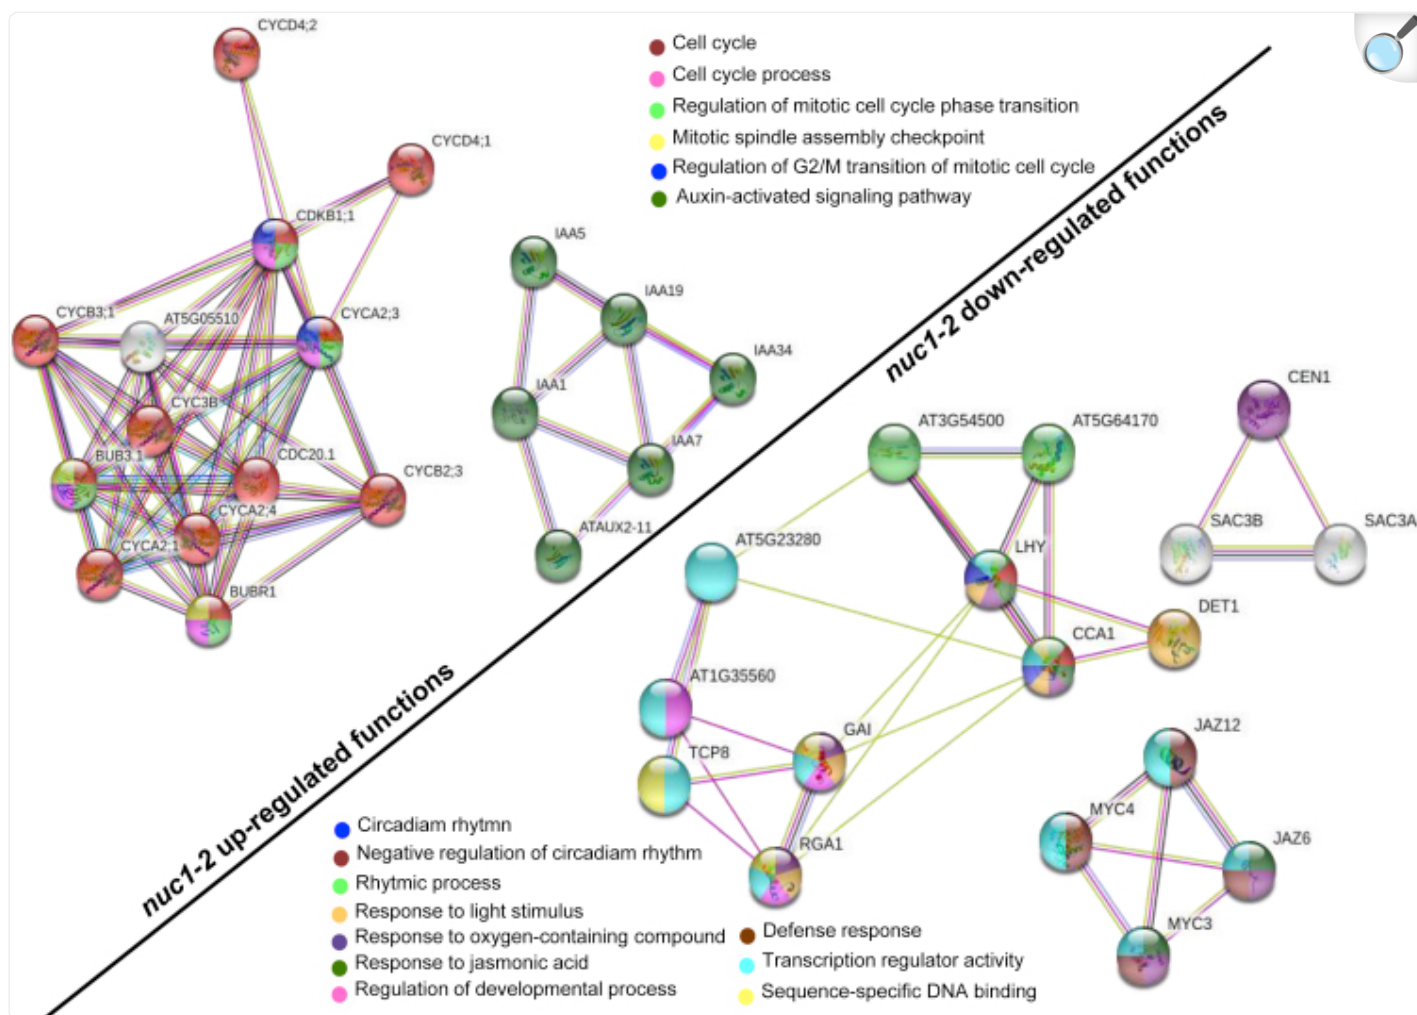 CYCD4;2
CYCD4;1
CDKB1;1
CYCB3;1
AT5G05510
CYCA2;3
CYC3B
BUB3.1
CDC20.1
CYCB2;3
CYCA2;4
CYCA2;1
BUBR1
IAA5
IAA19
IAA34
IAA1
IAA7
ATAUX2-11
Cell cycle
Cell cycle process
Regulation of mitotic cell cycle phase transition
Mitotic spindle assembly checkpoint
Regulation of G2/M transition of mitotic cell cycle
Auxin-activated signaling pathway
nuc1-2 down-regulated functions
nuc1-2 up-regulated functions
AT3G54500
AT5G64170
CEN1
SAC3B
SAC3A
AT5G23280
LHY
DET1
CCA1
AT1G35560
GAI
TCP8
RGA1
JAZ12
MYC4
JAZ6
MYC3
Circadiam rhytmn
Negative regulation of circadiam rhythm
Rhytmic process
Response to light stimulus
Response to oxygen-containing compound
Response to jasmonic acid
Regulation of developmental process
Defense response
Transcription regulator activity
Sequence-specific DNA binding